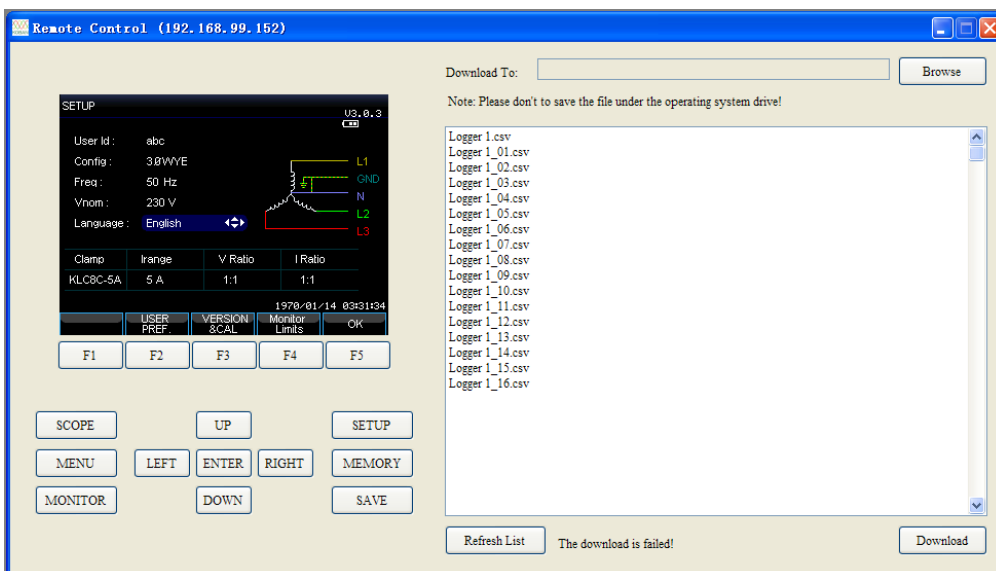 Remote Control (192.168.99.152)
Download To:
Browse
Note: Please don't to save the file under the operating system drive!
SETUP
V3.0.3
User Id : abc
Config : 3ØWYE
Freq : 50 Hz
Vnom : 230 V
Language : English
L1
GND
N
L2
L3
Clamp Irange V Ratio I Ratio
KLC8C-5A 5 A 1:1 1:1
1970/01/14 03:31:34
USER PREF.
VERSION &CAL
Monitor Limits
OK
F1 F2 F3 F4 F5
SCOPE UP SETUP
MENU LEFT ENTER RIGHT MEMORY
MONITOR DOWN SAVE
Logger 1.csv
Logger 1_01.csv
Logger 1_02.csv
Logger 1_03.csv
Logger 1_04.csv
Logger 1_05.csv
Logger 1_06.csv
Logger 1_07.csv
Logger 1_08.csv
Logger 1_09.csv
Logger 1_10.csv
Logger 1_11.csv
Logger 1_12.csv
Logger 1_13.csv
Logger 1_14.csv
Logger 1_15.csv
Logger 1_16.csv
Refresh List
The download is failed!
Download